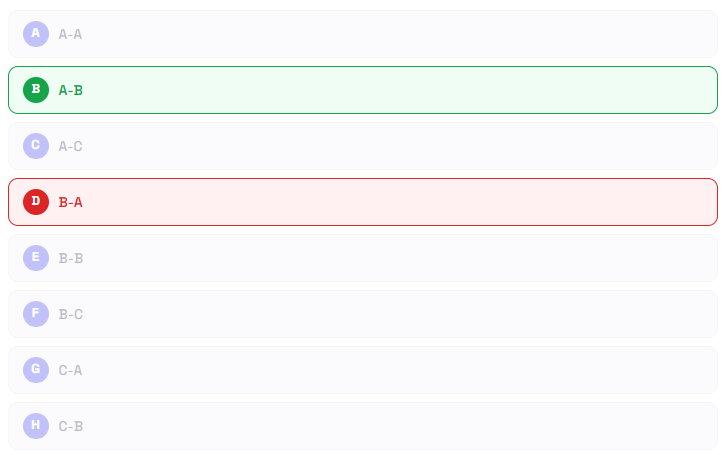 A A-A
B A-B
C A-C
D B-A
E B-B
F B-C
G C-A
H C-B